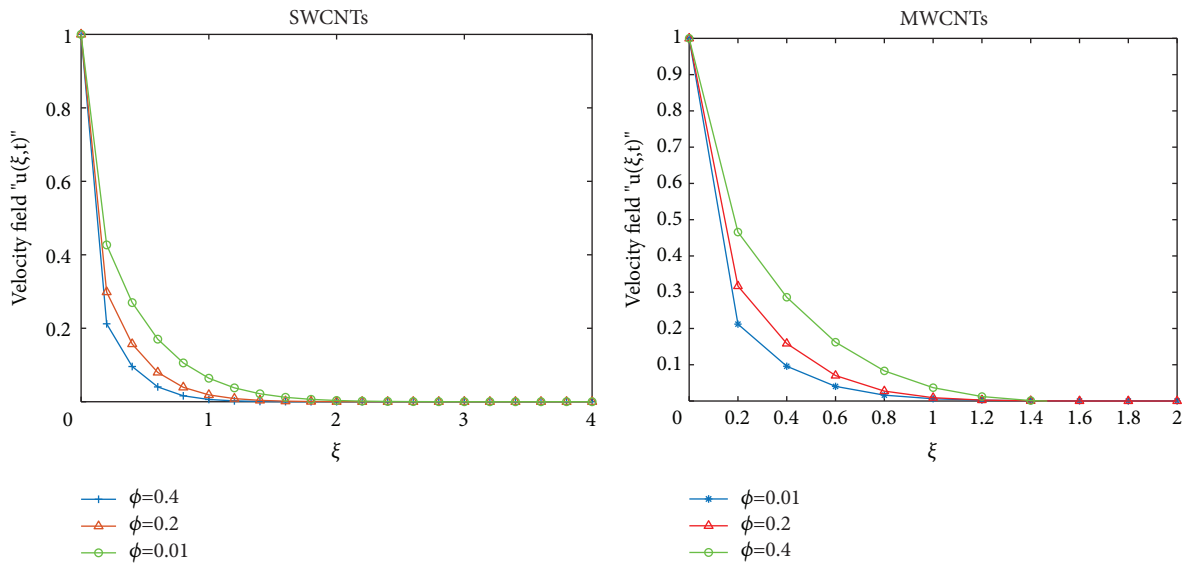 SWCNTs
1
0.8
0.6
0.4
0.2
0
1
2
3
4
Velocity field "u(ξ,t)"
ξ
ϕ=0.4
ϕ=0.2
ϕ=0.01
MWCNTs
1
0.9
0.8
0.7
0.6
0.5
0.4
0.3
0.2
0.1
0
0.2
0.4
0.6
0.8
1
1.2
1.4
1.6
1.8
2
Velocity field "u(ξ,t)"
ξ
ϕ=0.01
ϕ=0.2
ϕ=0.4